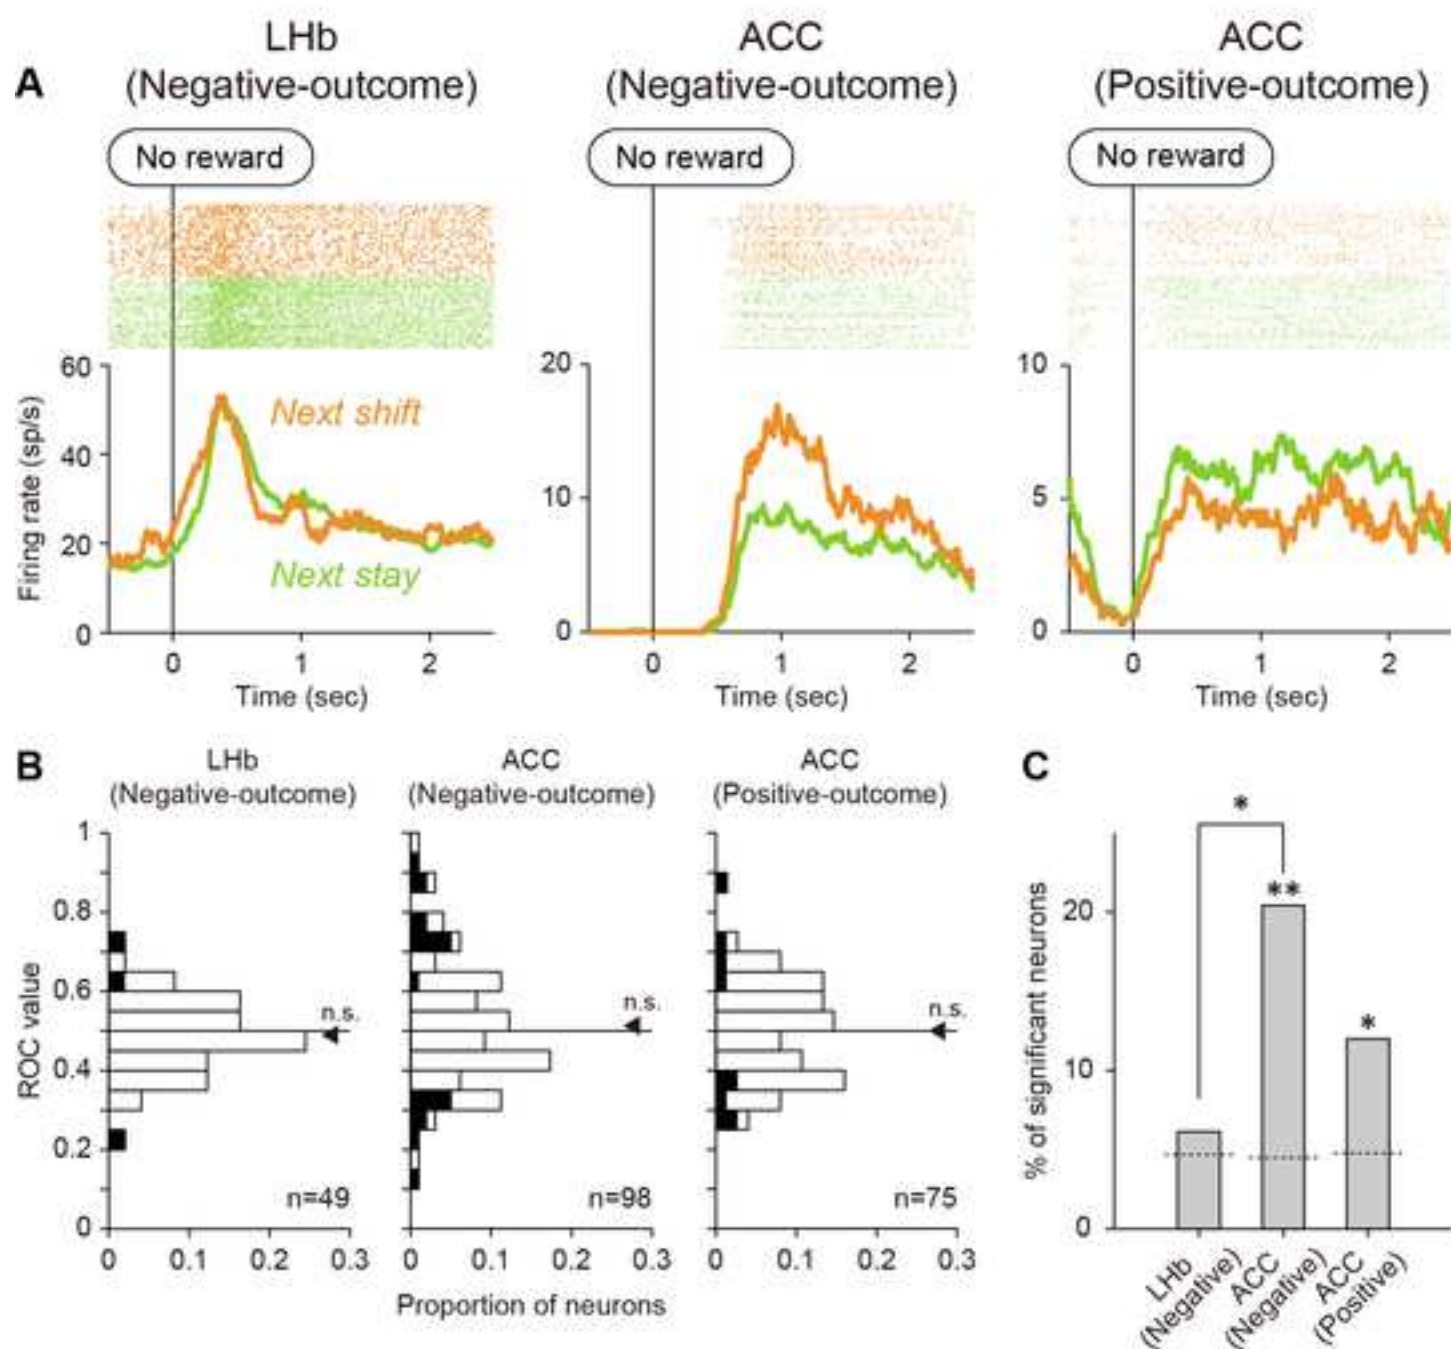 LHb
(Negative-outcome)
ACC
(Negative-outcome)
ACC
(Positive-outcome)
A
No reward
No reward
No reward
60
40
20
0
Firing rate (sp/s)
Next shift
Next stay
0 1 2
Time (sec)
20
10
0
0 1 2
Time (sec)
10
5
0
0 1 2
Time (sec)
B
LHb
(Negative-outcome)
ACC
(Negative-outcome)
ACC
(Positive-outcome)
1
0.8
0.6
0.4
0.2
0
ROC value
n.s.
n=49
0 0.1 0.2 0.3
n.s.
n=98
0 0.1 0.2 0.3
n.s.
n=75
0 0.1 0.2 0.3
Proportion of neurons
C
*
**
*
% of significant neurons
20
10
0
LHb
(Negative)
ACC
(Negative)
ACC
(Positive)